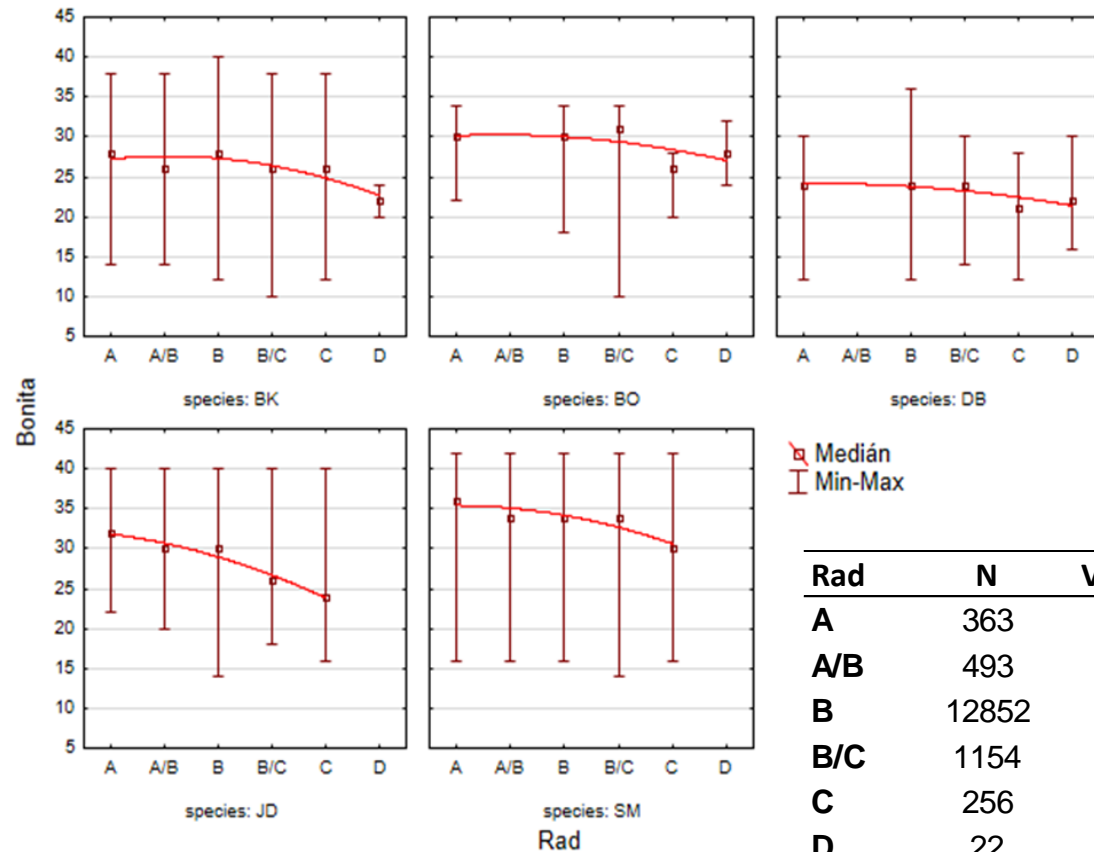 45
40
35
30
25
20
15
10
5
A A/B B B/C C D
species: BK
A A/B B B/C C D
species: BO
A A/B B B/C C D
species: DB
Bonita
45
40
35
30
25
20
15
10
5
A A/B B B/C C D
species: JD
A A/B B B/C C D
species: SM
Rad
Medián
Min-Max
Rad N V
A 363
A/B 493
B 12852
B/C 1154
C 256
D 22